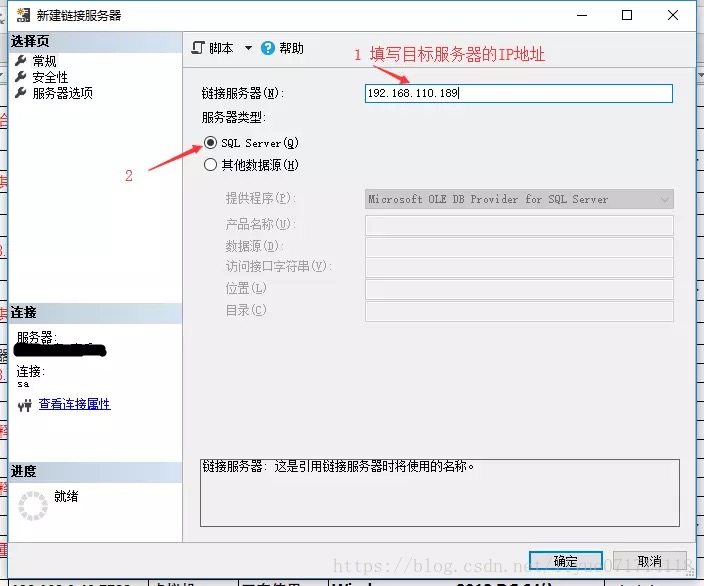 新建链接服务器
选择页
常规
安全性
服务器选项
脚本
帮助
1 填写目标服务器的IP地址
链接服务器(N):
192.168.110.189
服务器类型:
SQL Server(Q)
2
其他数据源(H)
提供程序(P):
Microsoft OLE DB Provider for SQL Server
产品名称(U):
数据源(D):
访问接口字符串(V):
位置(L)
目录(C)
连接
服务器:
连接:
sa
查看连接属性
进度
就绪
链接服务器: 这是引用链接服务器时将使用的名称。
确定
取消